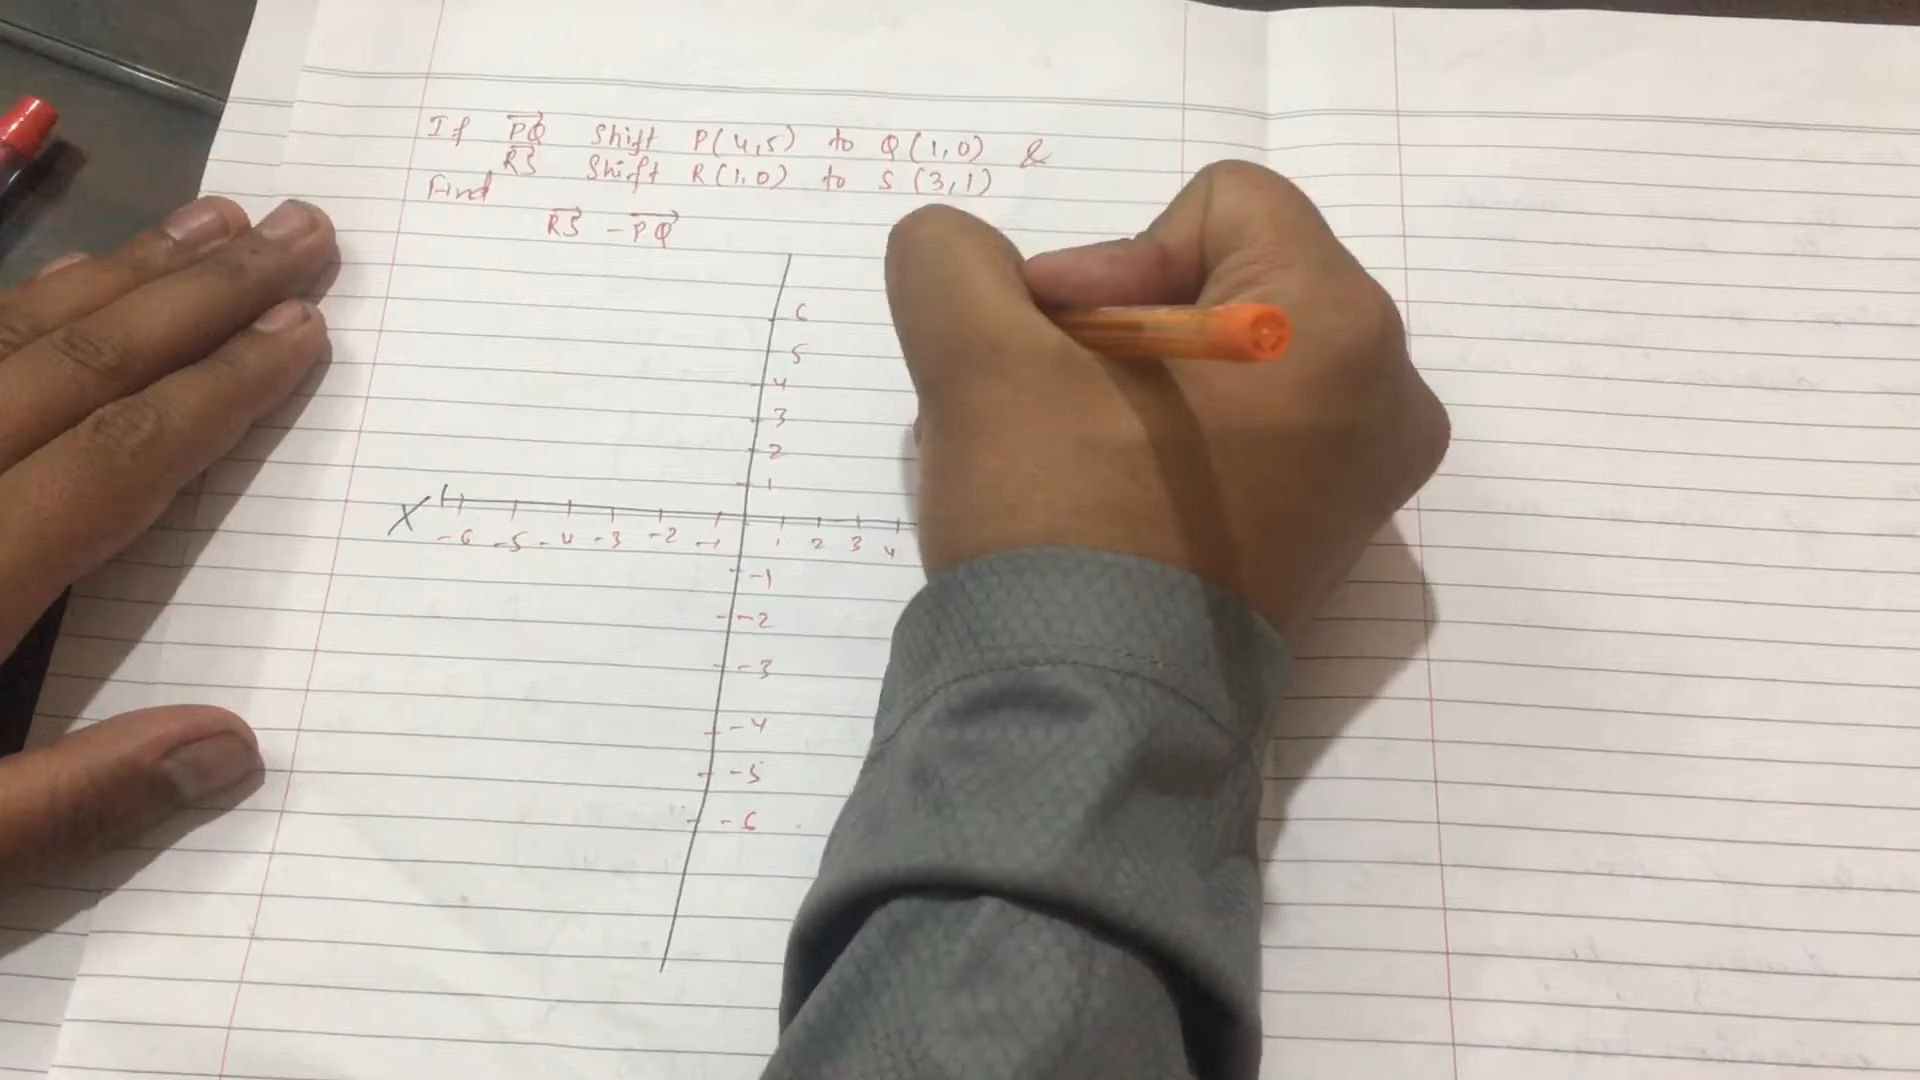 If PQ shift P(4,5) to Q(1,0) &
RS shift R(1,0) to S(3,1)
Find
RS - PQ
6
5
4
3
2
1
X
-6 -5 -4 -3 -2 -1 1 2 3 4
-1
-2
-3
-4
-5
-6